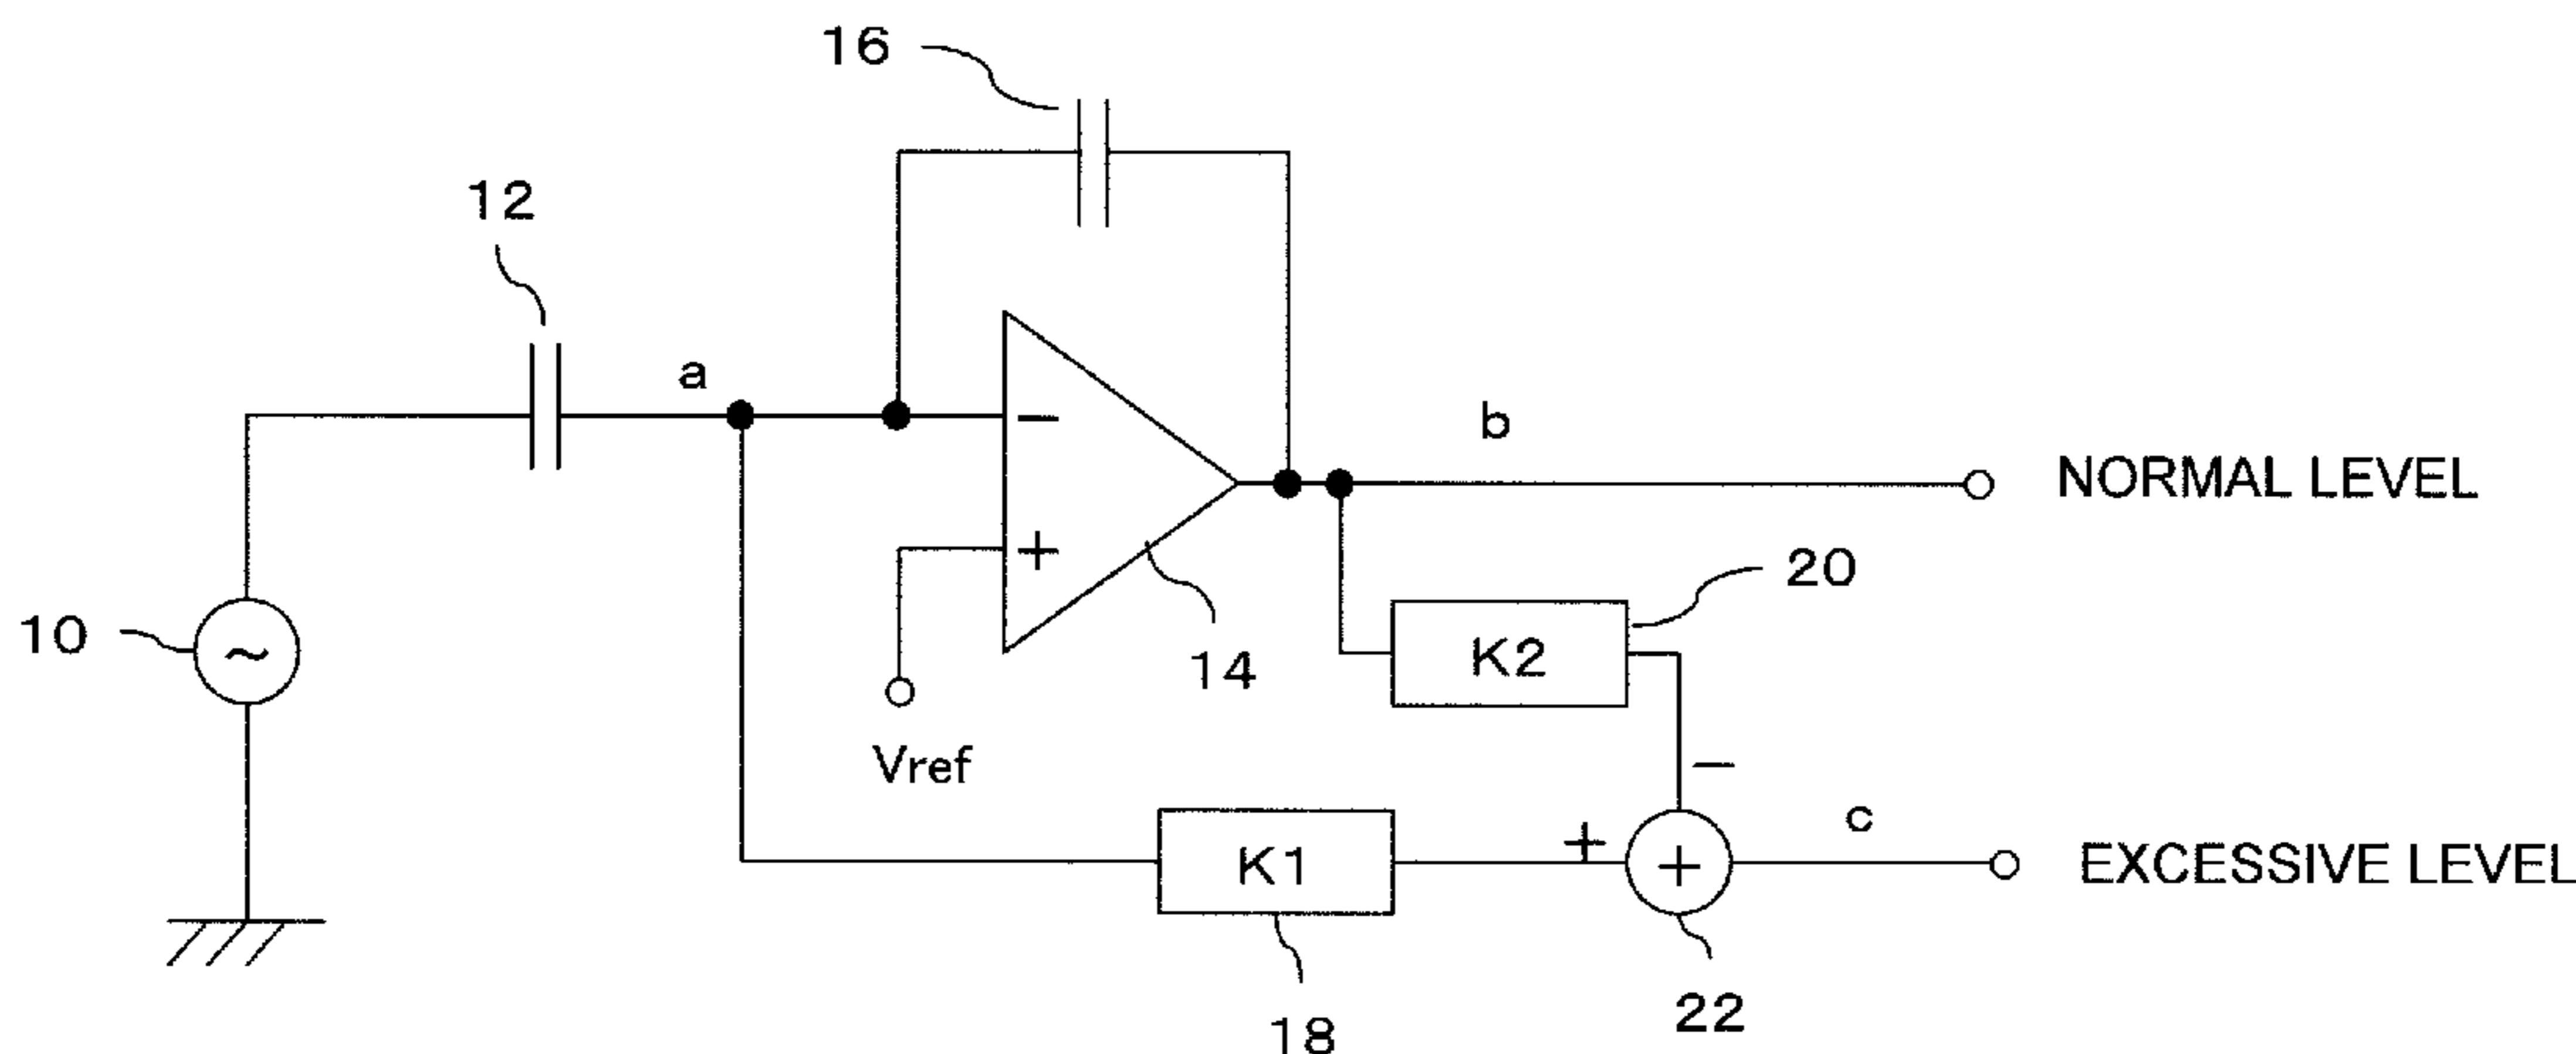 16
12
a
b
−
NORMAL LEVEL
+
20
10
~
14
K2
Vref
−
c
+
K1
+
EXCESSIVE LEVEL
22
18